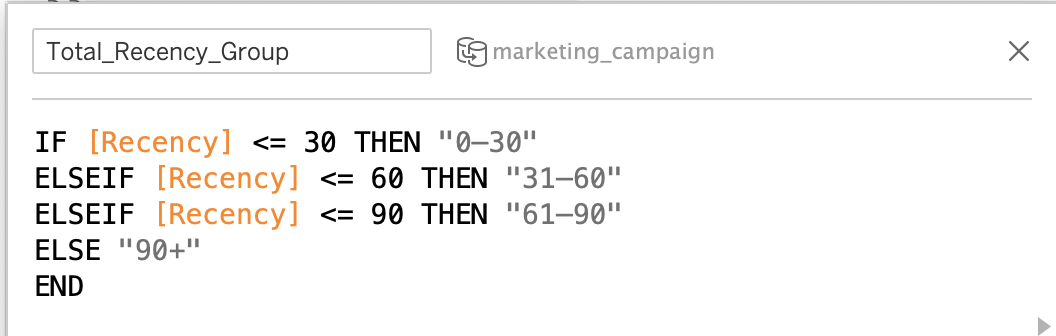 Total_Recency_Group
marketing_campaign
IF [Recency] <= 30 THEN "0–30"
ELSEIF [Recency] <= 60 THEN "31–60"
ELSEIF [Recency] <= 90 THEN "61–90"
ELSE "90+"
END